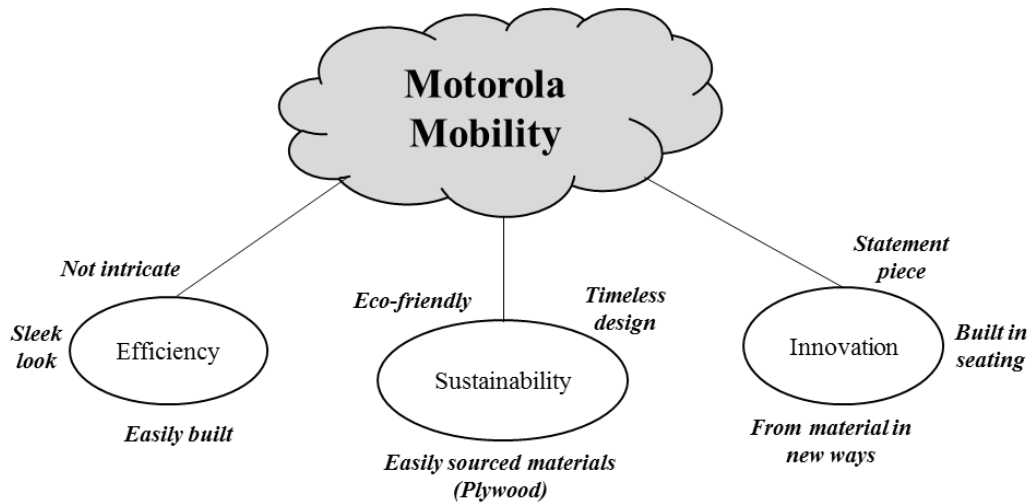 Motorola
Mobility
Not intricate
Sleek
look
Efficiency
Easily built
Eco-friendly
Timeless
design
Sustainability
Easily sourced materials
(Plywood)
Statement
piece
Innovation
Built in
seating
From material in
new ways